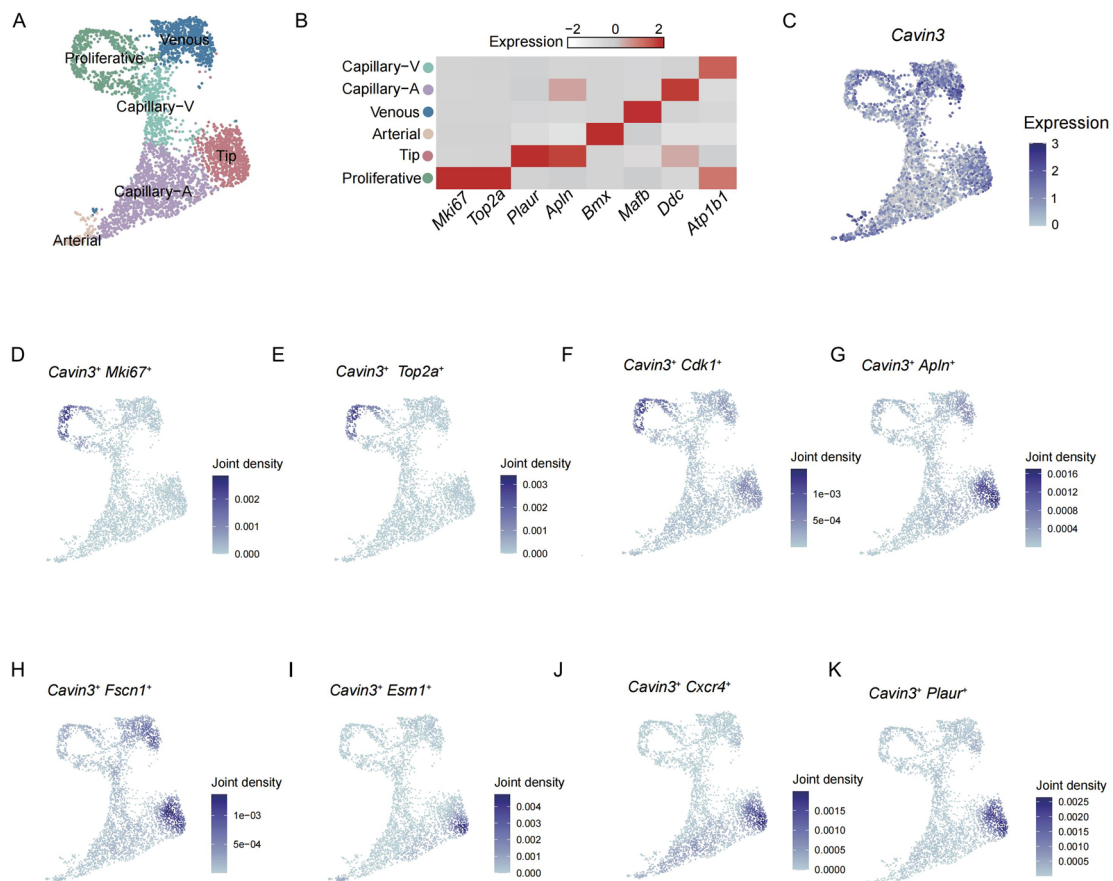 A
Venous
Proliferative
Capillary−V
Tip
Capillary−A
Arterial
B
Expression
−2 0 2
Capillary−V
Capillary−A
Venous
Arterial
Tip
Proliferative
Mki67 Top2a Plaur Apln Bmx Mafb Ddc Atp1b1
C
Cavin3
Expression
3
2
1
0
D
Cavin3⁺ Mki67⁺
Joint density
0.002
0.001
0.000
E
Cavin3⁺ Top2a⁺
Joint density
0.003
0.002
0.001
0.000
F
Cavin3⁺ Cdk1⁺
Joint density
1e−03
5e−04
G
Cavin3⁺ Apln⁺
Joint density
0.0016
0.0012
0.0008
0.0004
H
Cavin3⁺ Fscn1⁺
Joint density
1e−03
5e−04
I
Cavin3⁺ Esm1⁺
Joint density
0.004
0.003
0.002
0.001
0.000
J
Cavin3⁺ Cxcr4⁺
Joint density
0.0015
0.0010
0.0005
0.0000
K
Cavin3⁺ Plaur⁺
Joint density
0.0025
0.0020
0.0015
0.0010
0.0005